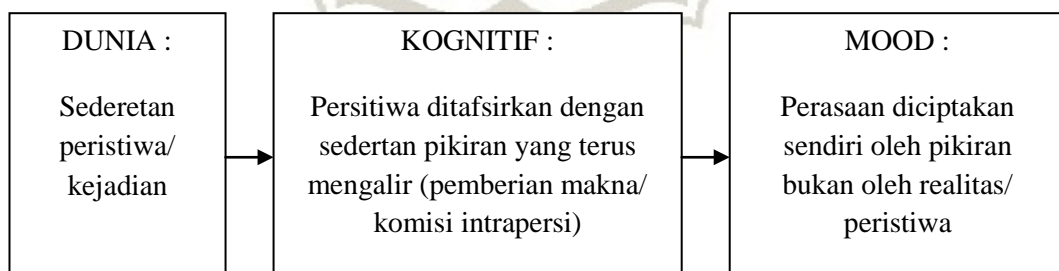 DUNIA :
Sederetan
peristiwa/
kejadian
KOGNITIF :
Persitiwa ditafsirkan dengan
sedertan pikiran yang terus
mengalir (pemberian makna/
komisi intrapersi)
MOOD :
Perasaan diciptakan
sendiri oleh pikiran
bukan oleh realitas/
peristiwa